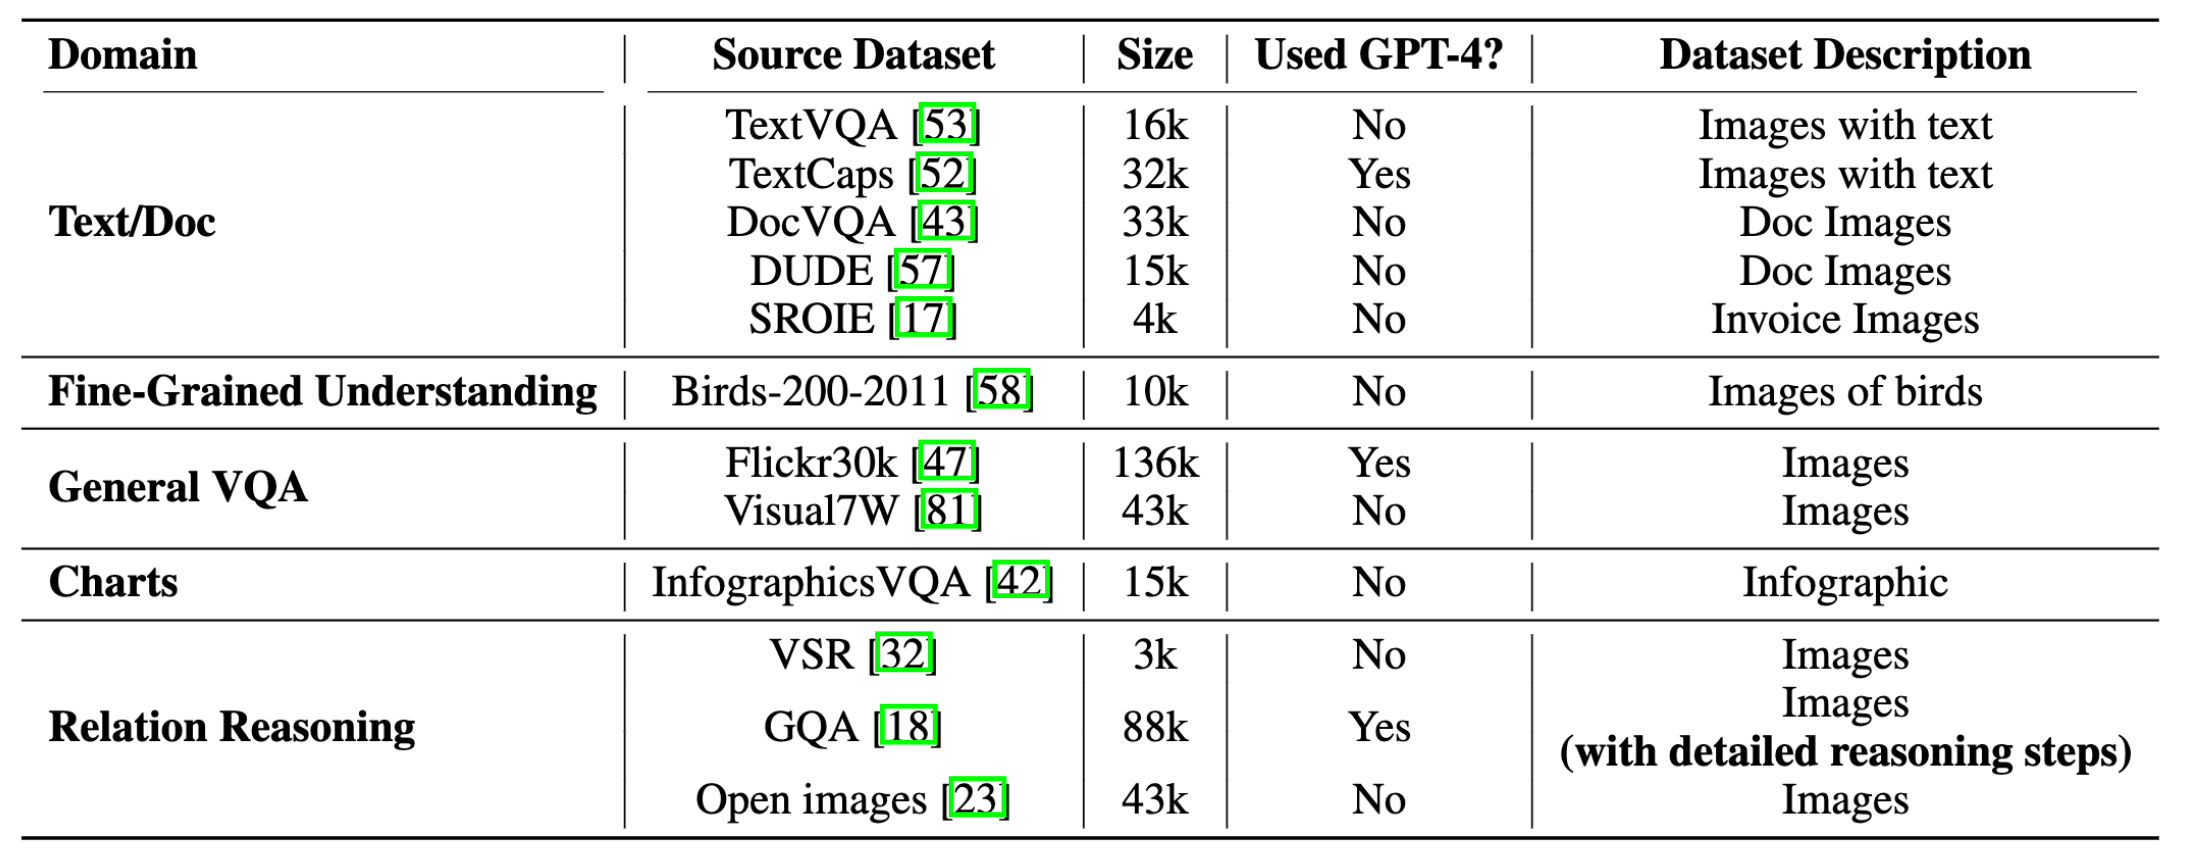 Domain Source Dataset Size Used GPT-4? Dataset Description
TextVQA [53] 16k No Images with text
TextCaps [52] 32k Yes Images with text
Text/Doc DocVQA [43] 33k No Doc Images
DUDE [57] 15k No Doc Images
SROIE [17] 4k No Invoice Images
Fine-Grained Understanding Birds-200-2011 [58] 10k No Images of birds
General VQA Flickr30k [47] 136k Yes Images
Visual7W [81] 43k No Images
Charts InfographicsVQA [42] 15k No Infographic
VSR [32] 3k No Images
Relation Reasoning GQA [18] 88k Yes Images
(with detailed reasoning steps)
Open images [23] 43k No Images